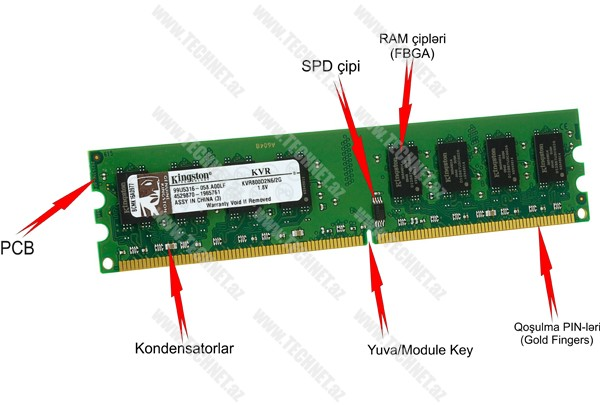 RAM çipləri
(FBGA)
SPD çipi
Kingston
KVR
99U5316-058.A00LF
KVR800D2N6/2G
4529870-1965761
1.8V
ASSY IN CHINA (3)
Warranty Void If Removed
PCB
Kondensatorlar
Yuva/Module Key
Qoşulma PIN-ləri
(Gold Fingers)
www.TECHNET.az